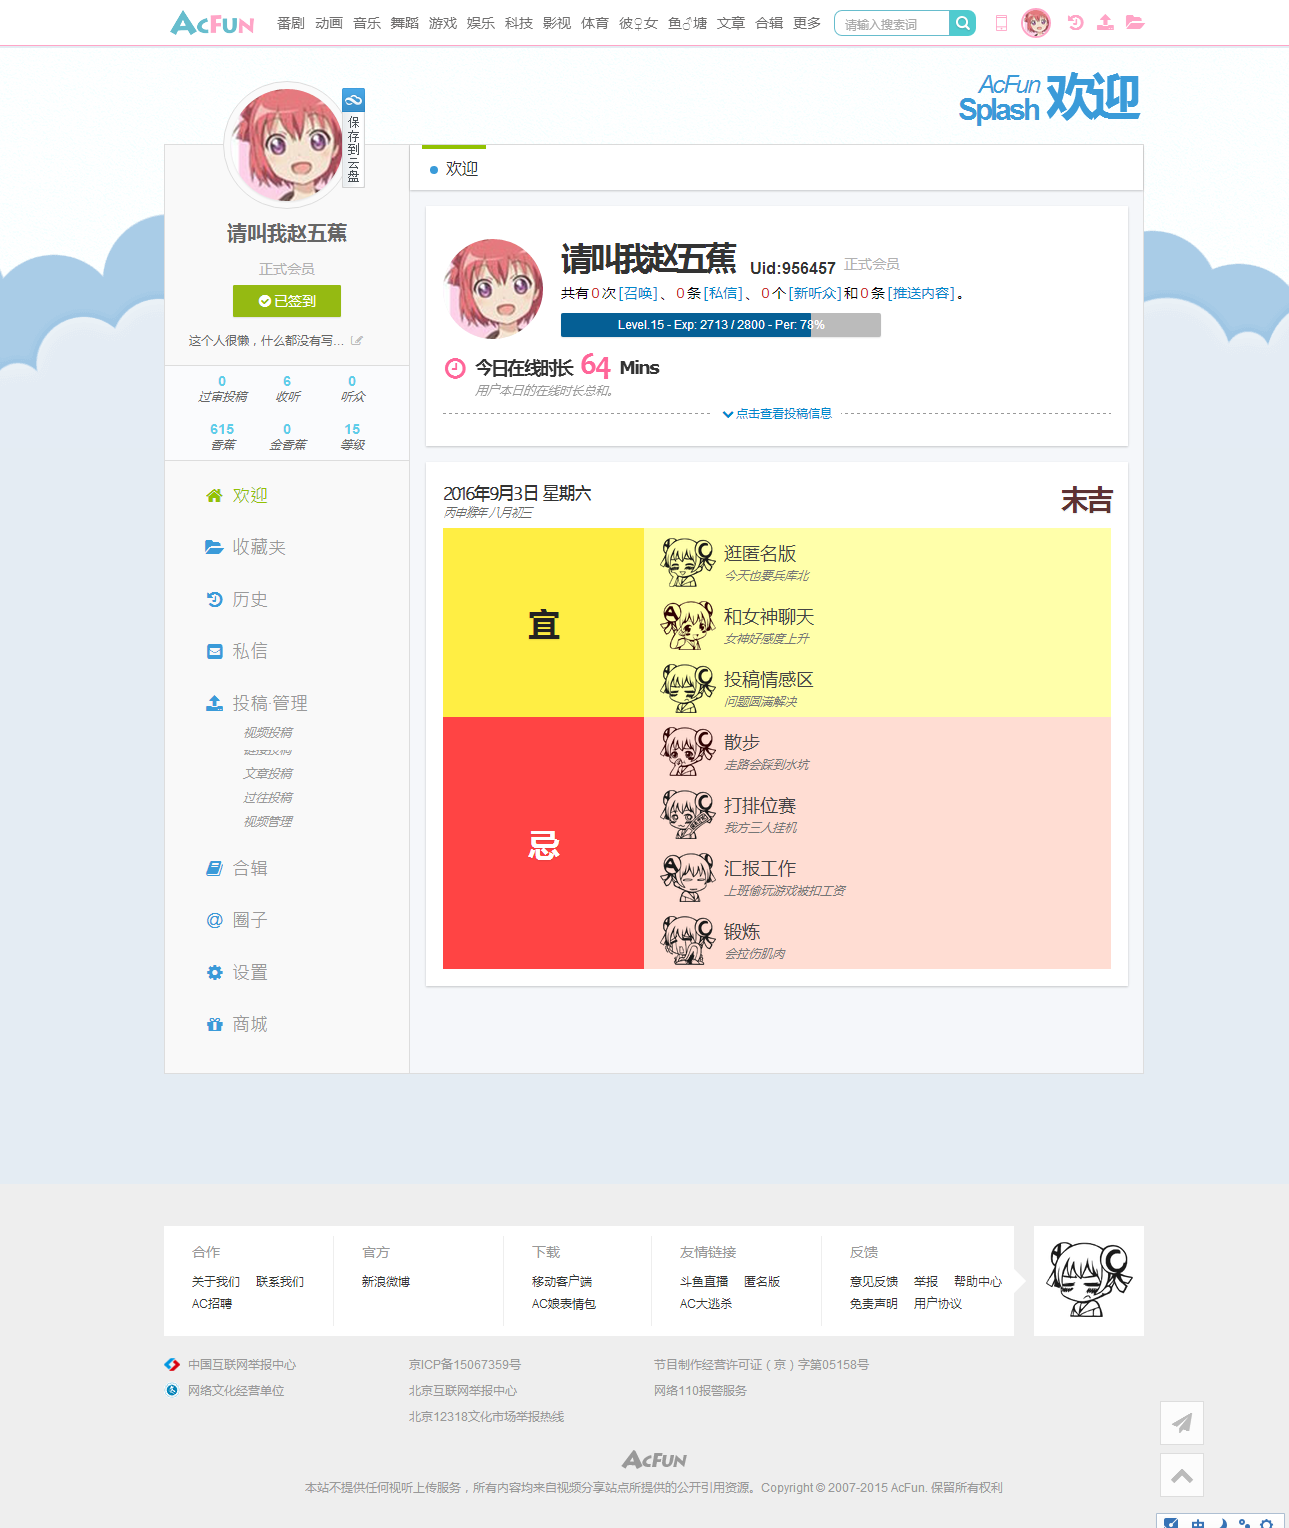 AcFun 番剧 动画 音乐 舞蹈 游戏 娱乐 科技 影视 体育 彼♀女 鱼♂塘 文章 合辑 更多 请输入搜索词
AcFun
Splash 欢迎
保存到云盘
请叫我赵五蕉
正式会员
已签到
这个人很懒，什么都没有写...
0 6 0
过审投稿 收听 听众
615 0 15
香蕉 金香蕉 等级
欢迎
收藏夹
历史
私信
投稿·管理
视频投稿
链接投稿
文章投稿
过往投稿
视频管理
合辑
圈子
设置
商城
欢迎
请叫我赵五蕉 Uid:956457 正式会员
共有0次[召唤]、0条[私信]、0个[新听众]和0条[推送内容]。
Level.15 - Exp: 2713 / 2800 - Per: 78%
今日在线时长 64 Mins
用户本日的在线时长总和。
点击查看投稿信息
2016年9月3日 星期六
丙申猴年 八月初三
末吉
宜
逛匿名版
今天也要兵库北
和女神聊天
女神好感度上升
投稿情感区
问题圆满解决
忌
散步
走路会踩到水坑
打排位赛
我方三人挂机
汇报工作
上班偷玩游戏被扣工资
锻炼
会拉伤肌肉
合作
关于我们 联系我们
AC招聘
官方
新浪微博
下载
移动客户端
AC娘表情包
友情链接
斗鱼直播 匿名版
AC大逃杀
反馈
意见反馈 举报 帮助中心
免责声明 用户协议
中国互联网举报中心 京ICP备15067359号 节目制作经营许可证（京）字第05158号
网络文化经营单位 北京互联网举报中心 网络110报警服务
北京12318文化市场举报热线
AcFun
本站不提供任何视听上传服务，所有内容均来自视频分享站点所提供的公开引用资源。Copyright © 2007-2015 AcFun. 保留所有权利
中